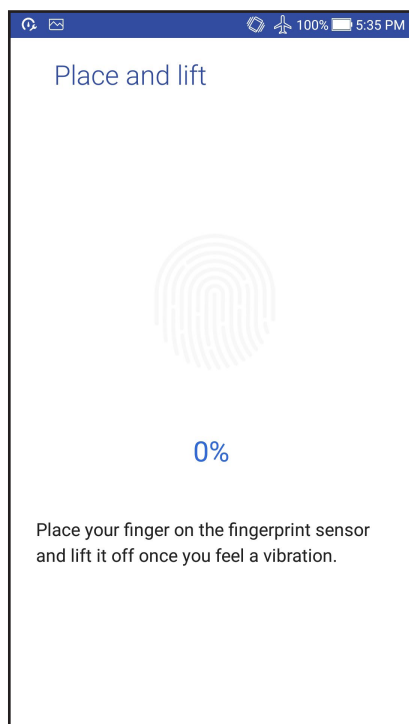 100% 5:35 PM
Place and lift
0%
Place your finger on the fingerprint sensor
and lift it off once you feel a vibration.